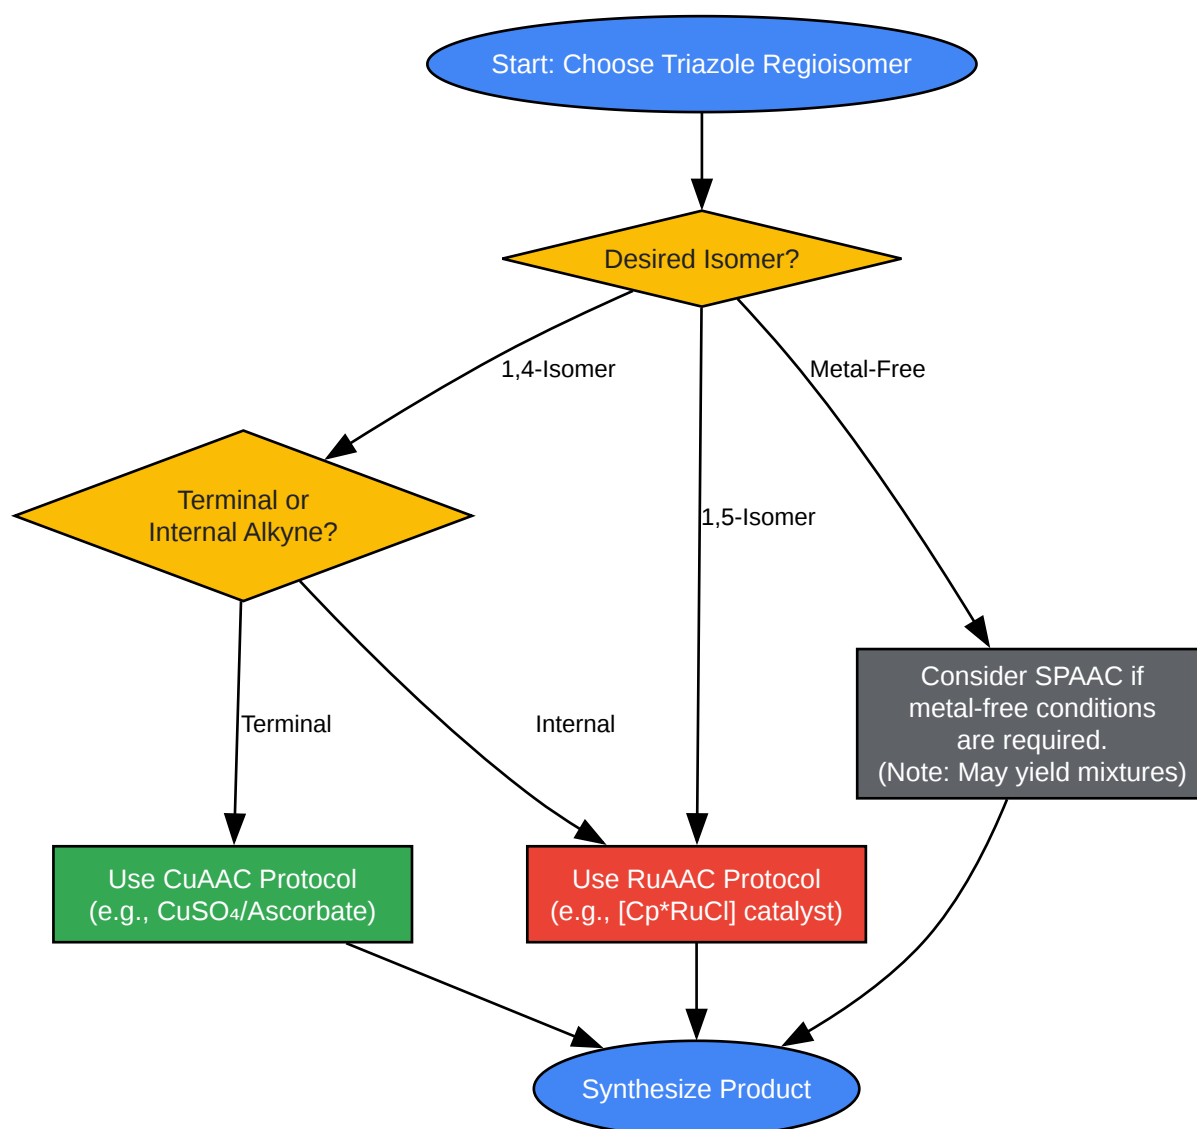 Start: Choose Triazole Regioisomer
Desired Isomer?
1,4-Isomer
Metal-Free
Terminal or
Internal Alkyne?
1,5-Isomer
Consider SPAAC if
metal-free conditions
are required.
(Note: May yield mixtures)
Terminal
Internal
Use CuAAC Protocol
(e.g., CuSO₄/Ascorbate)
Use RuAAC Protocol
(e.g., [Cp*RuCl] catalyst)
Synthesize Product